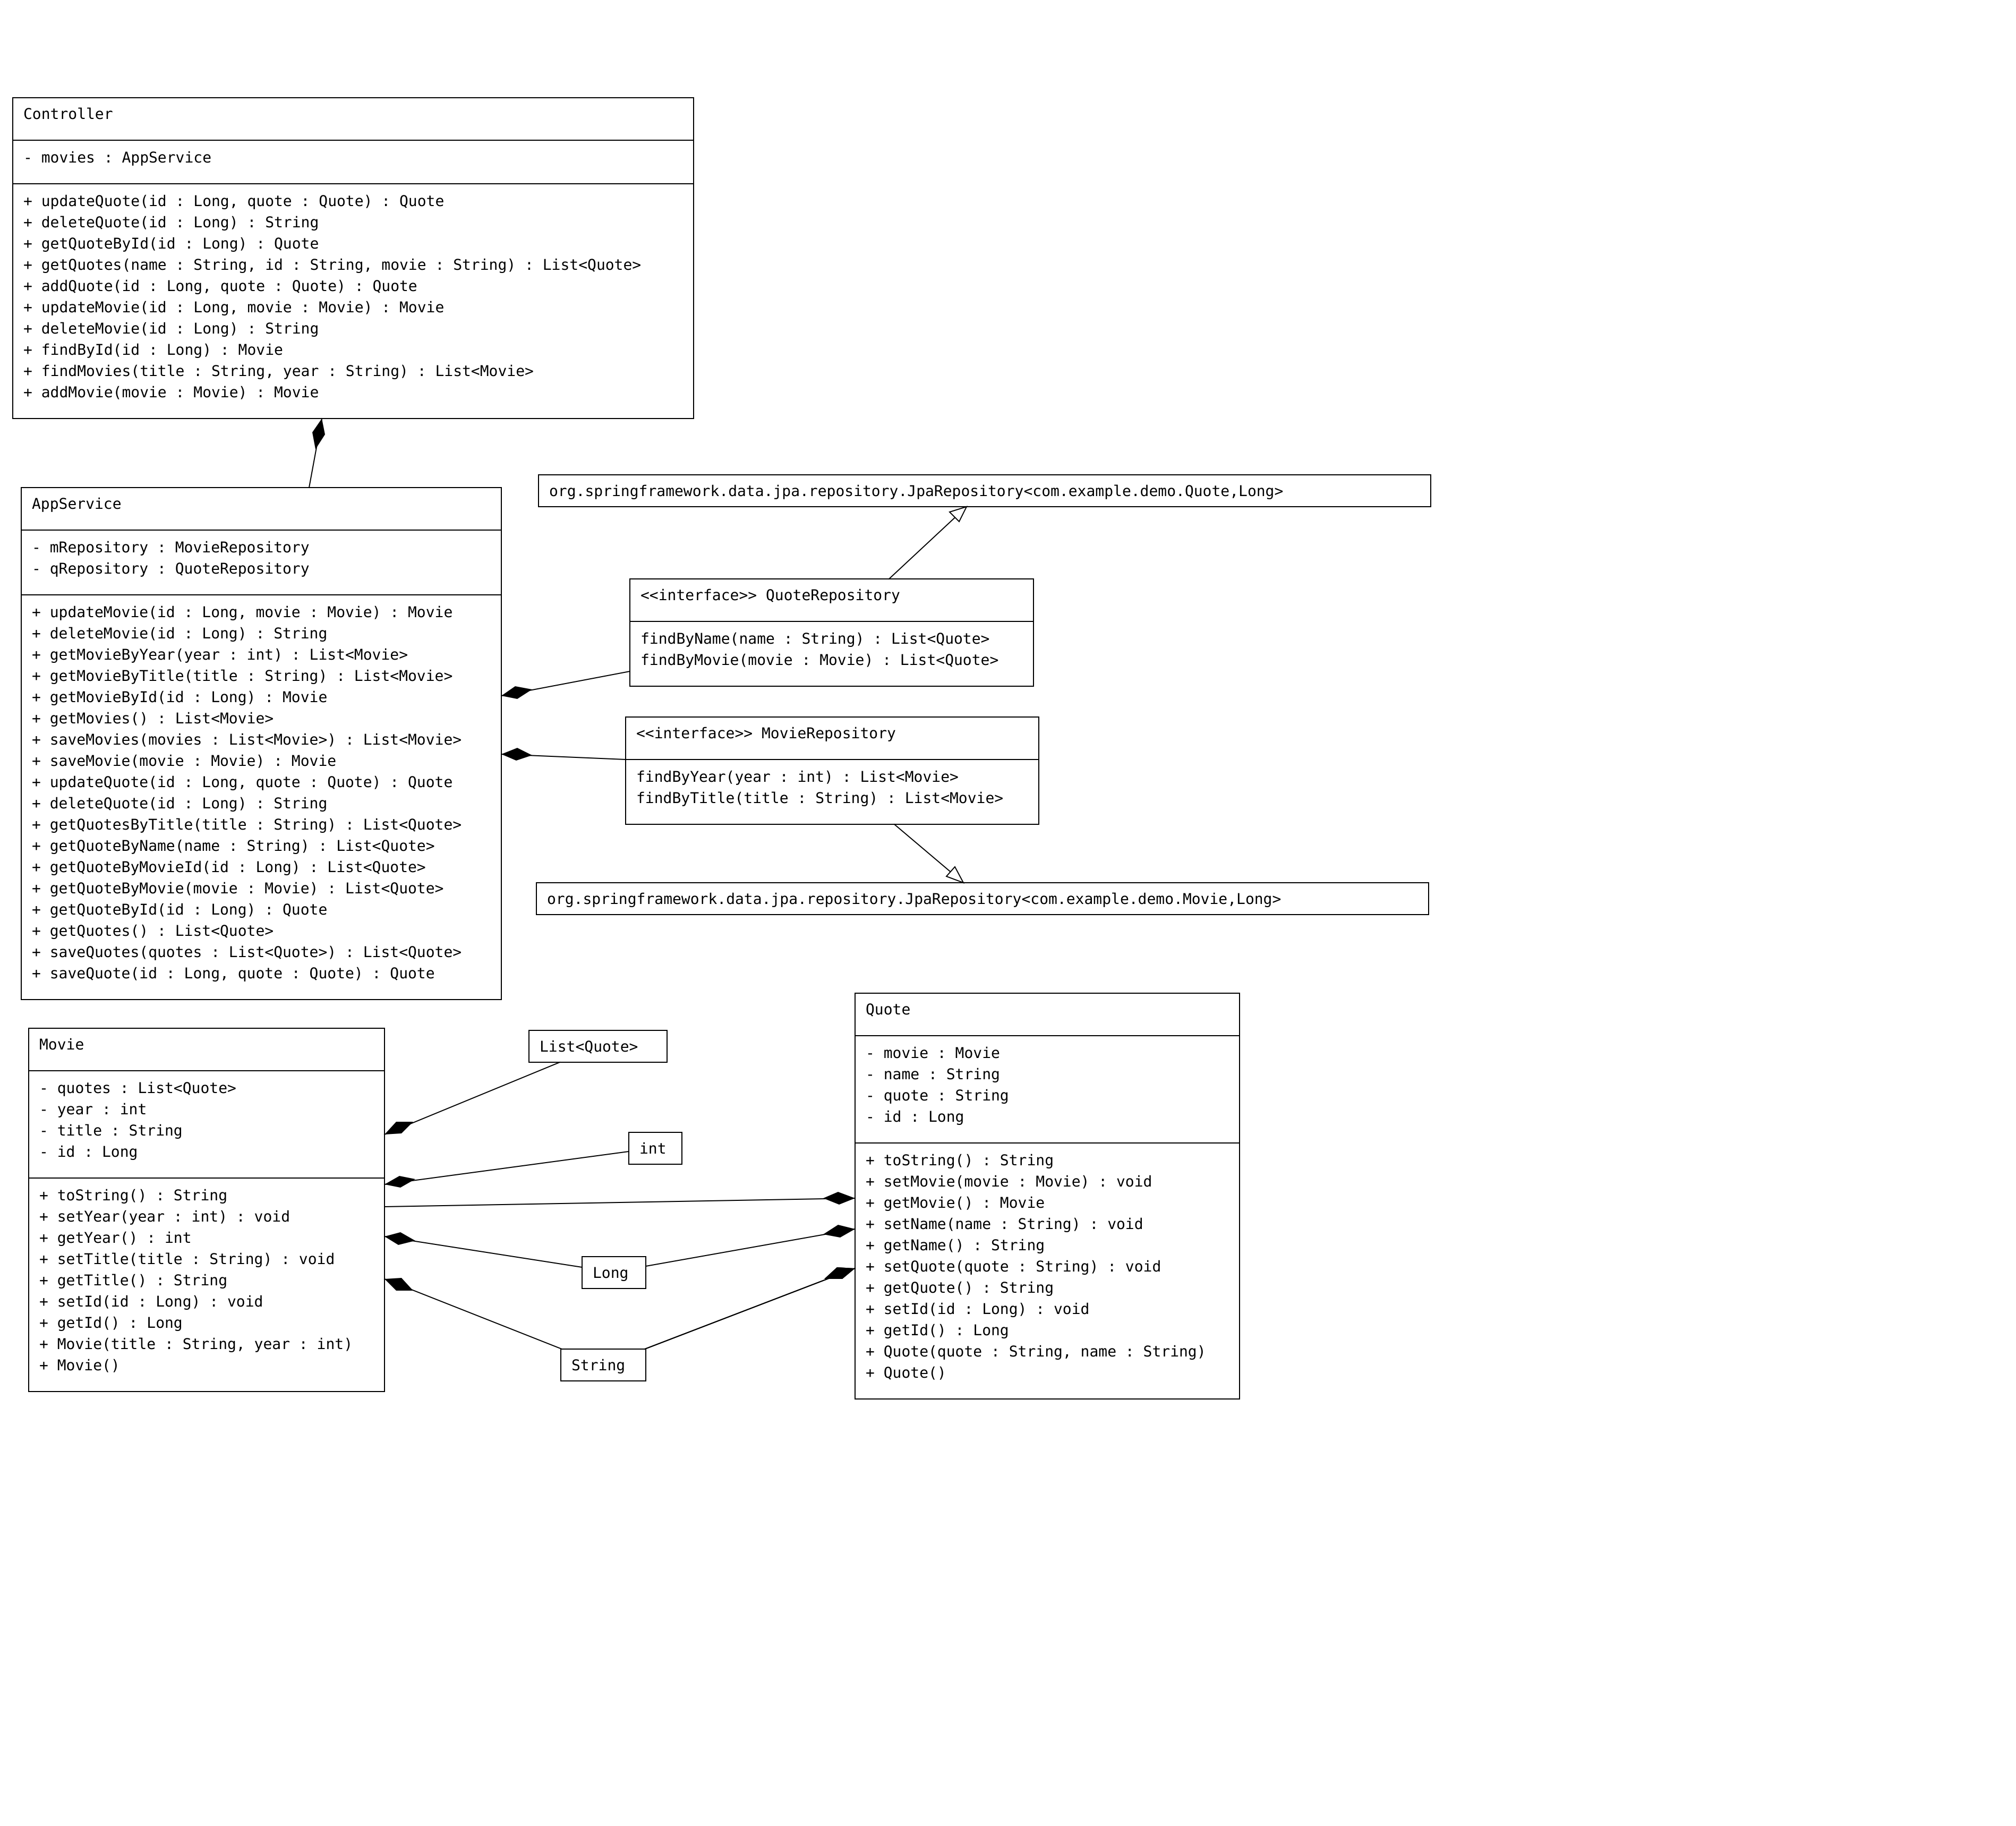 Controller
- movies : AppService
+ updateQuote(id : Long, quote : Quote) : Quote
+ deleteQuote(id : Long) : String
+ getQuoteById(id : Long) : Quote
+ getQuotes(name : String, id : String, movie : String) : List<Quote>
+ addQuote(id : Long, quote : Quote) : Quote
+ updateMovie(id : Long, movie : Movie) : Movie
+ deleteMovie(id : Long) : String
+ findById(id : Long) : Movie
+ findMovies(title : String, year : String) : List<Movie>
+ addMovie(movie : Movie) : Movie
AppService
- mRepository : MovieRepository
- qRepository : QuoteRepository
+ updateMovie(id : Long, movie : Movie) : Movie
+ deleteMovie(id : Long) : String
+ getMovieByYear(year : int) : List<Movie>
+ getMovieByTitle(title : String) : List<Movie>
+ getMovieById(id : Long) : Movie
+ getMovies() : List<Movie>
+ saveMovies(movies : List<Movie>) : List<Movie>
+ saveMovie(movie : Movie) : Movie
+ updateQuote(id : Long, quote : Quote) : Quote
+ deleteQuote(id : Long) : String
+ getQuotesByTitle(title : String) : List<Quote>
+ getQuoteByName(name : String) : List<Quote>
+ getQuoteByMovieId(id : Long) : List<Quote>
+ getQuoteByMovie(movie : Movie) : List<Quote>
+ getQuoteById(id : Long) : Quote
+ getQuotes() : List<Quote>
+ saveQuotes(quotes : List<Quote>) : List<Quote>
+ saveQuote(id : Long, quote : Quote) : Quote
org.springframework.data.jpa.repository.JpaRepository<com.example.demo.Quote,Long>
<<interface>> QuoteRepository
findByName(name : String) : List<Quote>
findByMovie(movie : Movie) : List<Quote>
<<interface>> MovieRepository
findByYear(year : int) : List<Movie>
findByTitle(title : String) : List<Movie>
org.springframework.data.jpa.repository.JpaRepository<com.example.demo.Movie,Long>
Movie
- quotes : List<Quote>
- year : int
- title : String
- id : Long
+ toString() : String
+ setYear(year : int) : void
+ getYear() : int
+ setTitle(title : String) : void
+ getTitle() : String
+ setId(id : Long) : void
+ getId() : Long
+ Movie(title : String, year : int)
+ Movie()
List<Quote>
int
Long
String
Quote
- movie : Movie
- name : String
- quote : String
- id : Long
+ toString() : String
+ setMovie(movie : Movie) : void
+ getMovie() : Movie
+ setName(name : String) : void
+ getName() : String
+ setQuote(quote : String) : void
+ getQuote() : String
+ setId(id : Long) : void
+ getId() : Long
+ Quote(quote : String, name : String)
+ Quote()